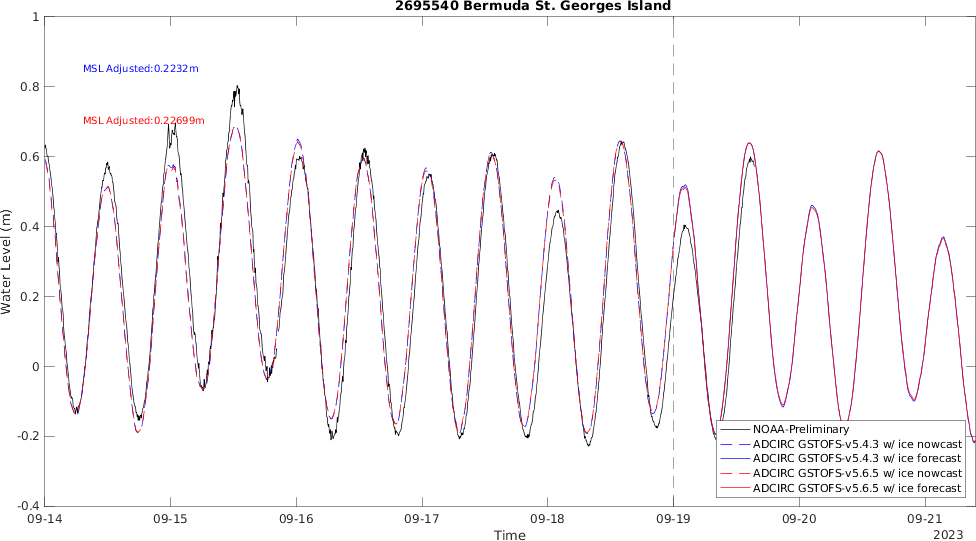 2695540 Bermuda St. Georges Island
1
MSL Adjusted:0.2232m
0.8
MSL Adjusted:0.22699m
0.6
0.4
0.2
0
-0.2
-0.4
Water Level (m)
NOAA-Preliminary
ADCIRC GSTOFS-v5.4.3 w/ ice nowcast
ADCIRC GSTOFS-v5.4.3 w/ ice forecast
ADCIRC GSTOFS-v5.6.5 w/ ice nowcast
ADCIRC GSTOFS-v5.6.5 w/ ice forecast
09-14 09-15 09-16 09-17 09-18 09-19 09-20 09-21
Time
2023